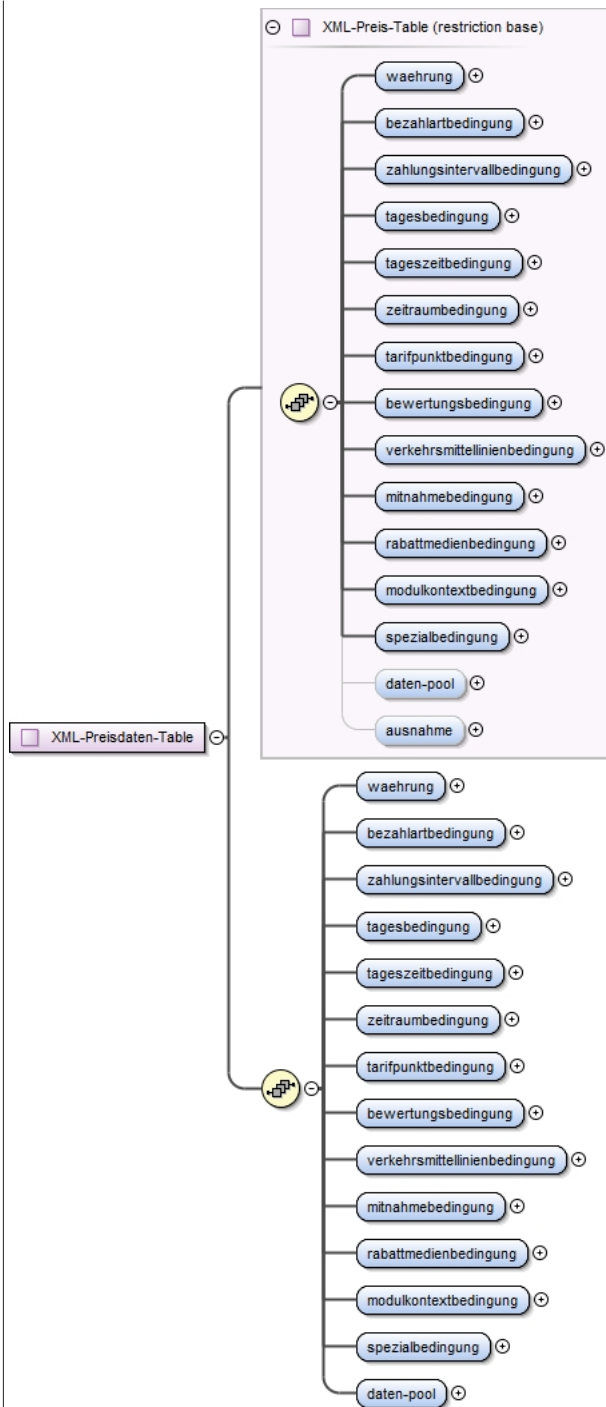 XML-Preis-Table (restriction base)
waehrung
bezahlartbedingung
zahlungsintervallbedingung
tagesbedingung
tageszeitbedingung
zeitraumbedingung
tarifpunktbedingung
bewertungsbedingung
verkehrsmittellinienbedingung
mitnahmebedingung
rabattmedienbedingung
modulkontextbedingung
spezialbedingung
daten-pool
ausnahme
XML-Preisdaten-Table
waehrung
bezahlartbedingung
zahlungsintervallbedingung
tagesbedingung
tageszeitbedingung
zeitraumbedingung
tarifpunktbedingung
bewertungsbedingung
verkehrsmittellinienbedingung
mitnahmebedingung
rabattmedienbedingung
modulkontextbedingung
spezialbedingung
daten-pool